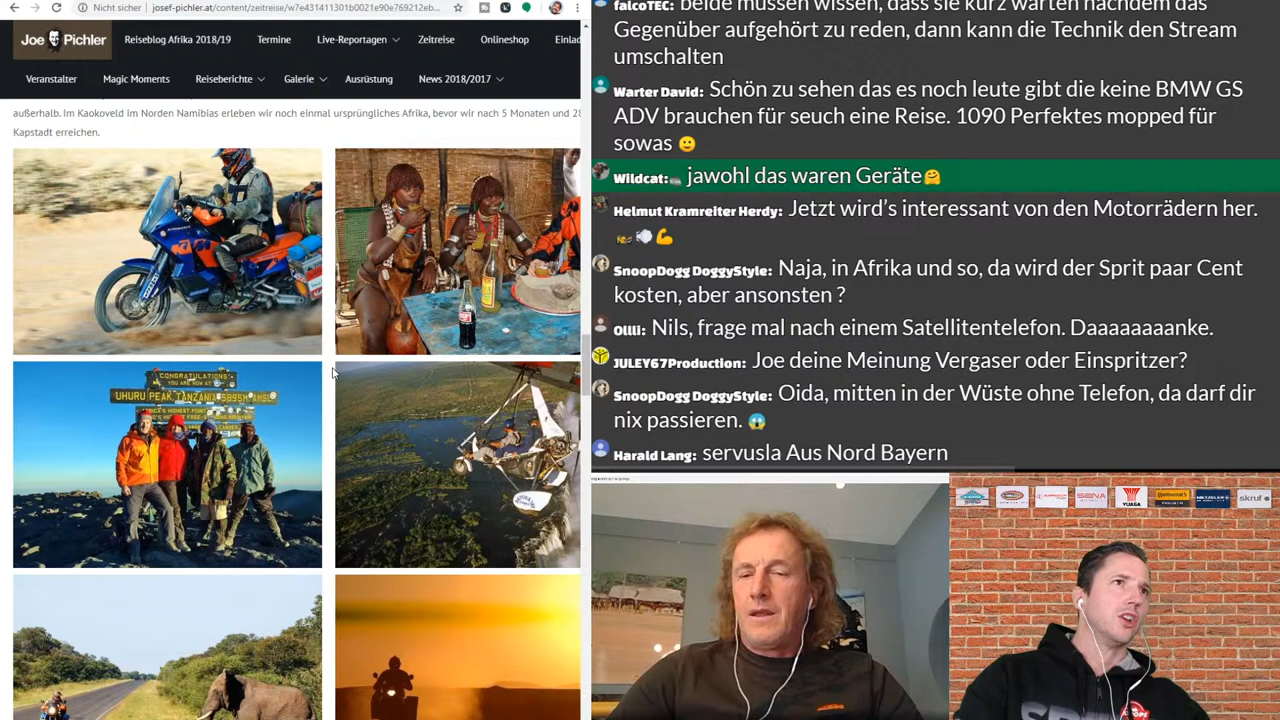 Nicht sicher | josef-pichler.at/content/zeitreise/w7e431411301b0021e90e769212eb...
Joe Pichler
Reiseblog Afrika 2018/19
Termine
Live-Reportagen
Zeitreise
Onlineshop
Einlad
Veranstalter
Magic Moments
Reiseberichte
Galerie
Ausrüstung
News 2018/2017
außerhalb. Im Kaokoveld im Norden Namibias erleben wir noch einmal ursprüngliches Afrika, bevor wir nach 5 Monaten und 28
Kapstadt erreichen.
CONGRATULATIONS
YOU ARE NOW AT
UHURU PEAK, TANZANIA, 5895M. AMSL.
falcoTEC: beide müssen wissen, dass sie kurz warten nachdem das
Gegenüber aufgehört zu reden, dann kann die Technik den Stream
umschalten
Warter David: Schön zu sehen das es noch leute gibt die keine BMW GS
ADV brauchen für seuch eine Reise. 1090 Perfektes mopped für
sowas 🙂
Wildcat: jawohl das waren Geräte🤗
Helmut Kramreiter Herdy: Jetzt wird's interessant von den Motorrädern her.
🏍💨💪
SnoopDogg DoggyStyle: Naja, in Afrika und so, da wird der Sprit paar Cent
kosten, aber ansonsten ?
Ollli: Nils, frage mal nach einem Satellitentelefon. Daaaaaaanke.
JULEY67Production: Joe deine Meinung Vergaser oder Einspritzer?
SnoopDogg DoggyStyle: Oida, mitten in der Wüste ohne Telefon, da darf dir
nix passieren. 😱
Harald Lang: servusla Aus Nord Bayern
SENA
YUASA
Continental
METZELER
skruf